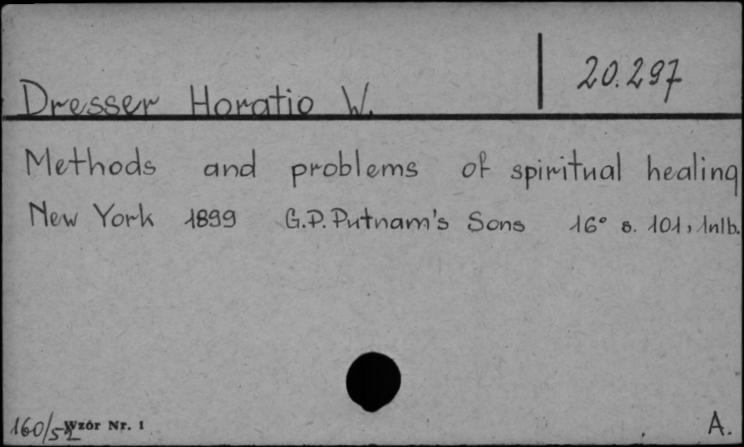 20.297
Dresser Horatio W.
Methods and problems of spiritual healing
New York 1899 G.P. Putnam's Sons 16° s. 101, 1nlb.
160/52 Wzór Nr. 1 A.